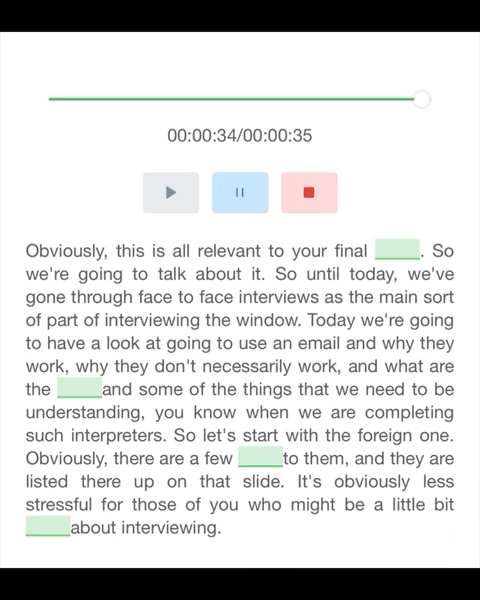 00:00:34/00:00:35
Obviously, this is all relevant to your final . So
we're going to talk about it. So until today, we've
gone through face to face interviews as the main sort
of part of interviewing the window. Today we're going
to have a look at going to use an email and why they
work, why they don't necessarily work, and what are
the and some of the things that we need to be
understanding, you know when we are completing
such interpreters. So let's start with the foreign one.
Obviously, there are a few to them, and they are
listed there up on that slide. It's obviously less
stressful for those of you who might be a little bit
about interviewing.